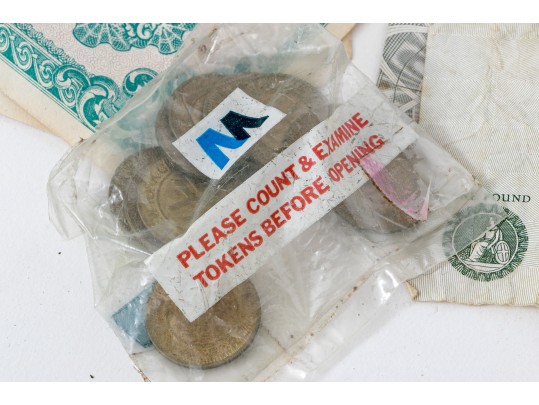 PLEASE COUNT & EXAMINE
TOKENS BEFORE OPENING
OUND